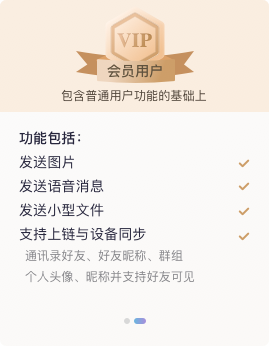 VIP
会员用户
包含普通用户功能的基础上
功能包括：
发送图片
发送语音消息
发送小型文件
支持上链与设备同步
通讯录好友、好友昵称、群组
个人头像、昵称并支持好友可见